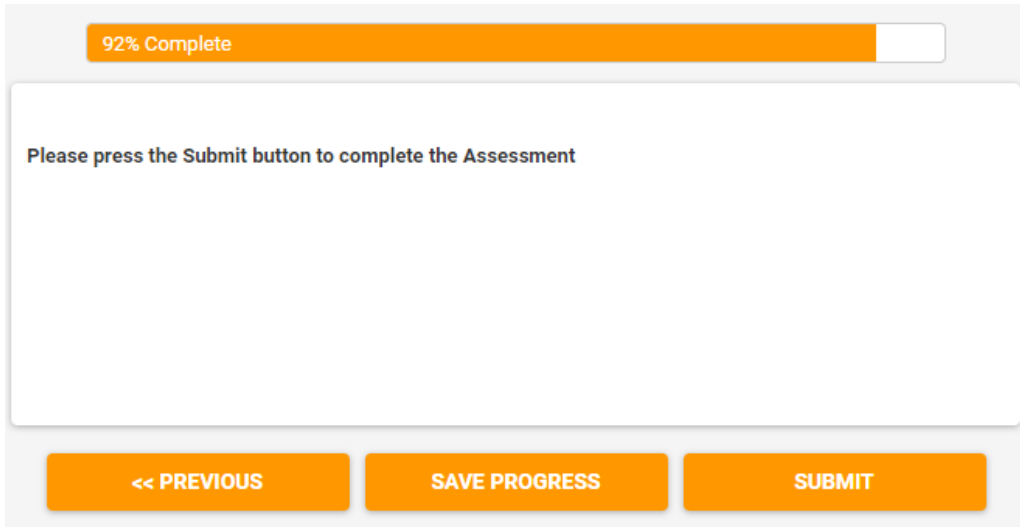 92% Complete
Please press the Submit button to complete the Assessment
<< PREVIOUS
SAVE PROGRESS
SUBMIT